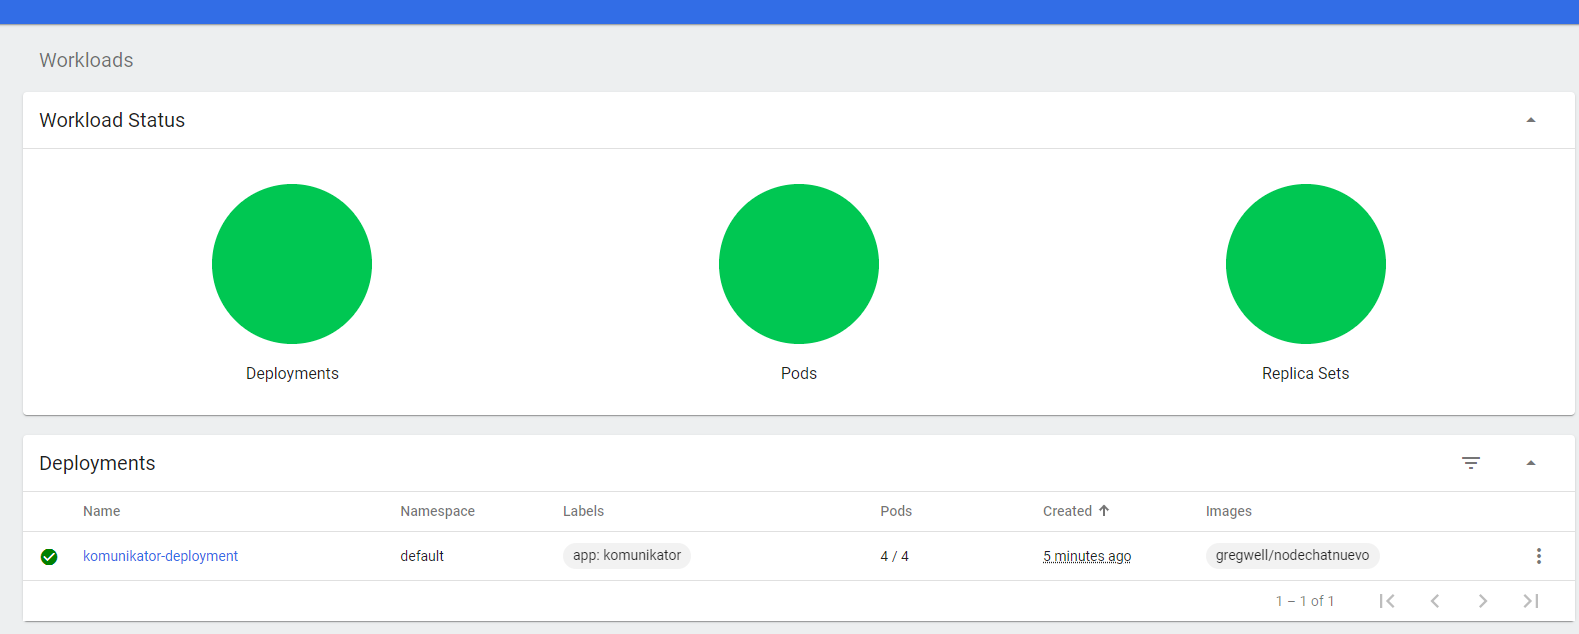 Workloads
Workload Status
Deployments
Pods
Replica Sets
Deployments
Name Namespace Labels Pods Created Images
komunikator-deployment default app: komunikator 4 / 4 5 minutes ago gregwell/nodechatnuevo
1 – 1 of 1